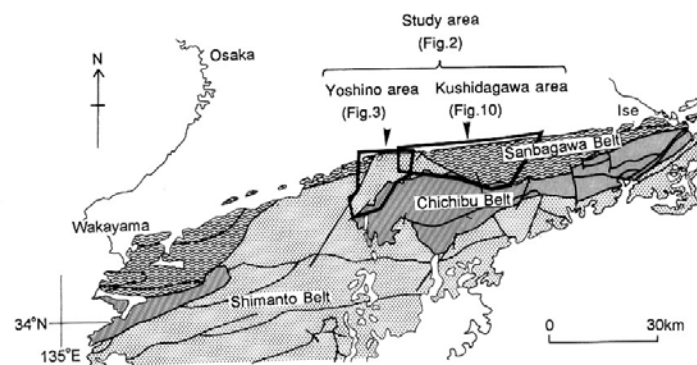 Study area
(Fig.2)
Osaka
N
Yoshino area
(Fig.3)
Kushidagawa area
(Fig.10)
Ise
Sanbagawa Belt
Chichibu Belt
Wakayama
Shimanto Belt
34°N
135°E
0 30km